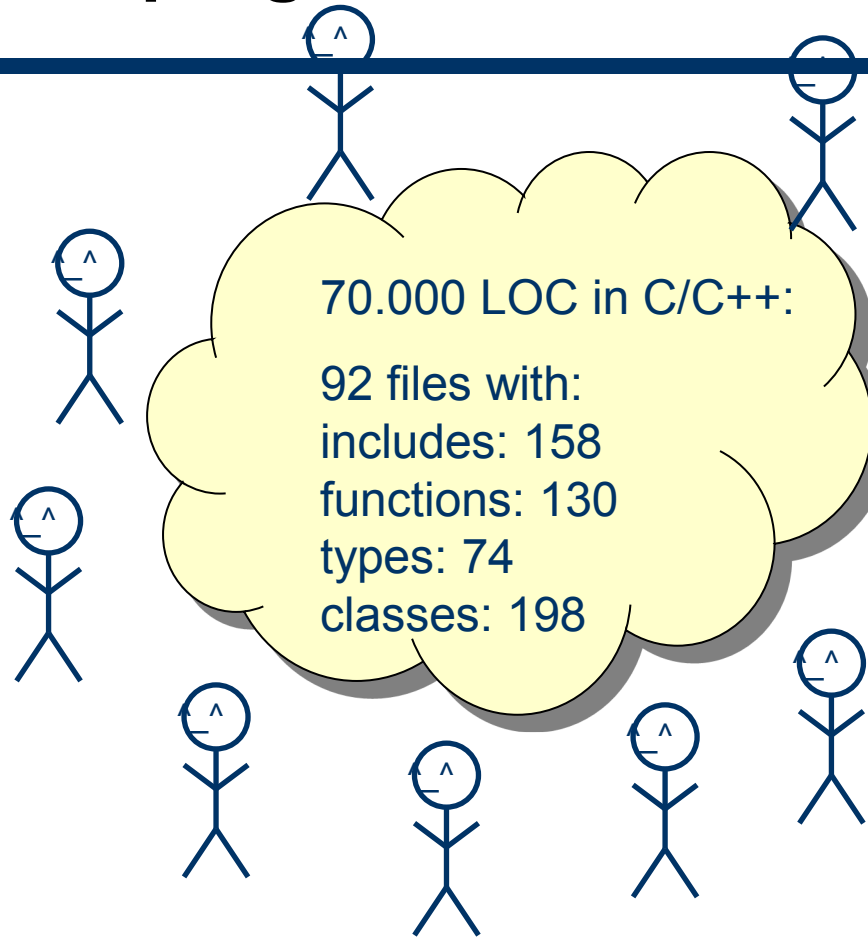 70.000 LOC in C/C++:
92 files with:
includes: 158
functions: 130
types: 74
classes: 198